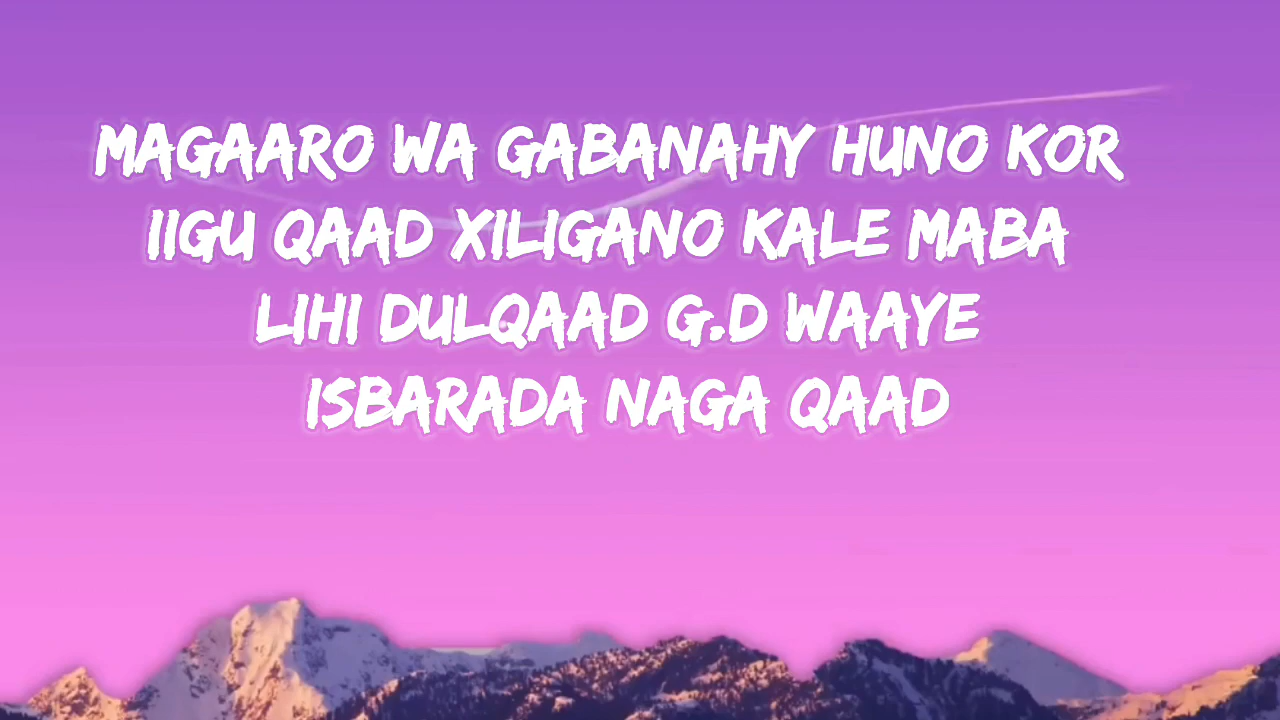 MAGAARO WA GABANAHY HUNO KOR
IIGU QAAD XILIGANO KALE MABA
LIHI DULQAAD G.D WAAYE
ISBARADA NAGA QAAD